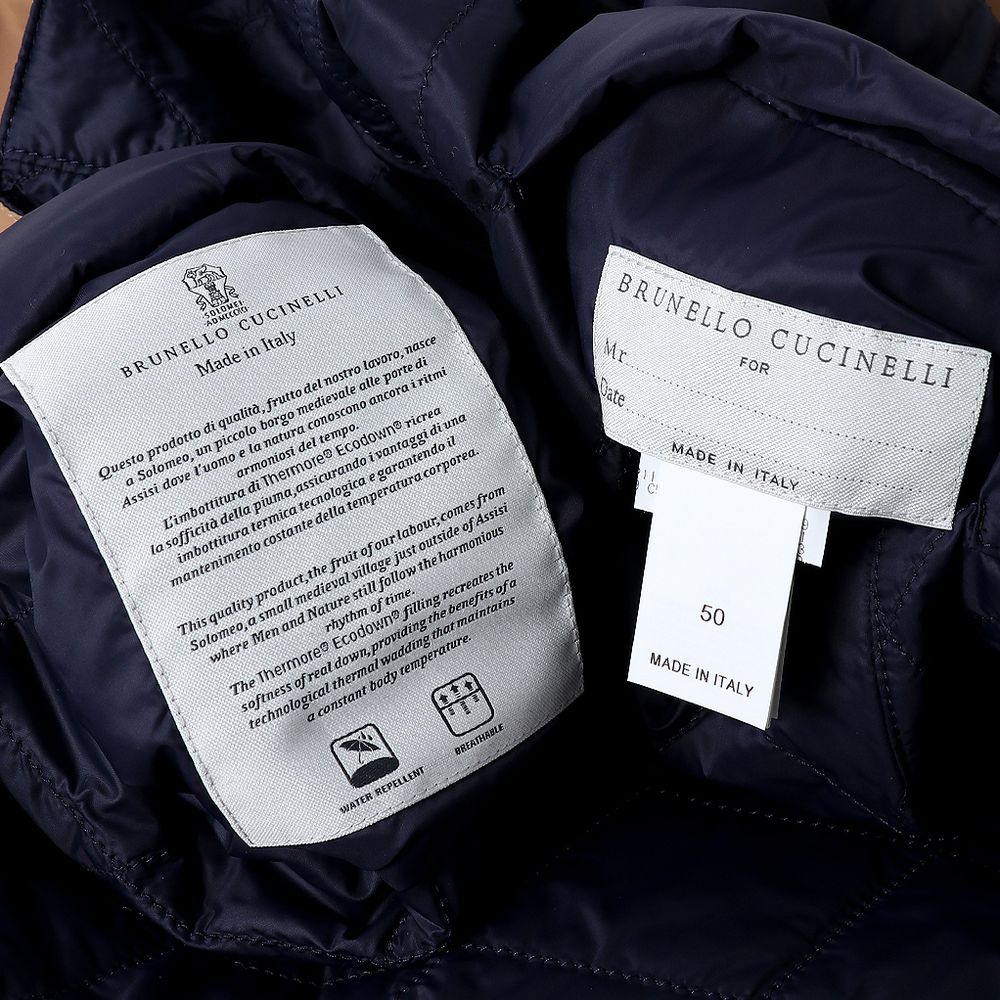 SOLOMEI
BRUNELLO CUCINELLI
Made in Italy
Questo prodotto di qualità, frutto del nostro lavoro, nasce
a Solomeo, un piccolo borgo medievale alle porte di
Assisi dove l'uomo e la natura conoscono ancora i ritmi
armoniosi del tempo.
L'imbottitura di Thermore® Ecodown® ricrea
la sofficità della piuma, assicurando i vantaggi di una
imbottitura termica tecnologica e garantendo il
mantenimento costante della temperatura corporea.
This quality product, the fruit of our labour, comes from
Solomeo, a small medieval village just outside of Assisi
where Men and Nature still follow the harmonious
rhythm of time.
The Thermore® Ecodown® filling recreates the
softness of real down, providing the benefits of a
technological thermal wadding that maintains
a constant body temperature.
WATER REPELLENT
BREATHABLE
BRUNELLO CUCINELLI
FOR
Mr.
Date
MADE IN ITALY
50
MADE IN ITALY